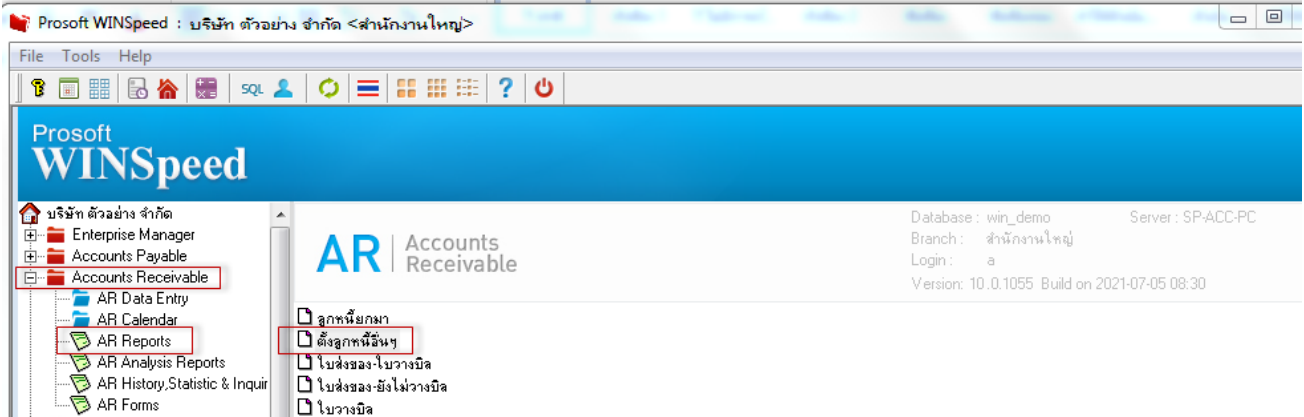 Prosoft WINSpeed : บริษัท ตัวอย่าง จำกัด <สำนักงานใหญ่>
File Tools Help
SQL ?
Prosoft
WINSpeed
บริษัท ตัวอย่าง จำกัด
Enterprise Manager
Accounts Payable
Accounts Receivable
AR Data Entry
AR Calendar
AR Reports
AR Analysis Reports
AR History,Statistic & Inquir
AR Forms
AR Accounts
Receivable
Database : win_demo Server : SP-ACC-PC
Branch : สำนักงานใหญ่
Login : a
Version: 10.0.1055 Build on 2021-07-05 08:30
ลูกหนี้ยกมา
ตั้งลูกหนี้อื่นๆ
ใบส่งของ-ใบวางบิล
ใบส่งของ-ยังไม่วางบิล
ใบวางบิล